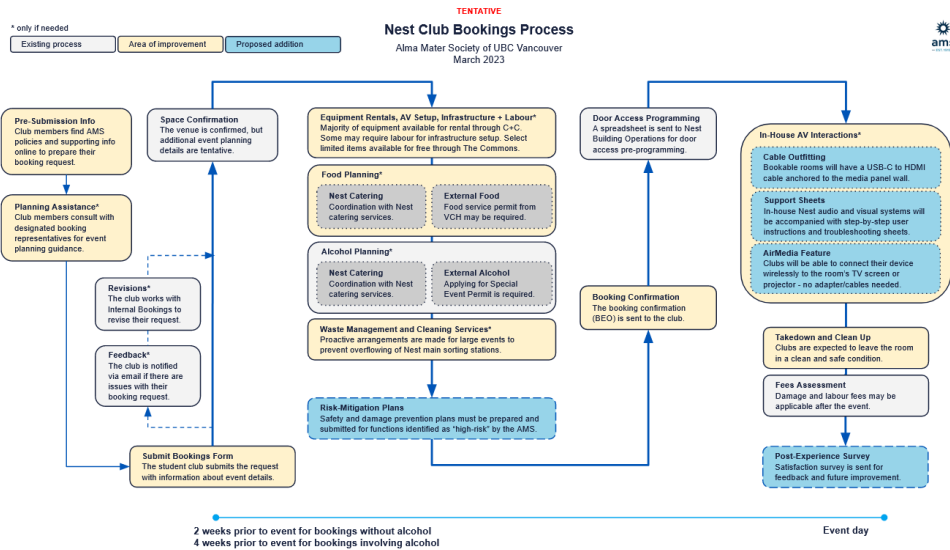 TENTATIVE
Nest Club Bookings Process
Alma Mater Society of UBC Vancouver
March 2023
* only if needed
Existing process
Area of improvement
Proposed addition
ams
Pre-Submission Info
Club members find AMS
policies and supporting info
online to prepare their
booking request.
Planning Assistance*
Club members consult with
designated booking
representatives for event
planning guidance.
Space Confirmation
The venue is confirmed, but
additional event planning
details are tentative.
Revisions*
The club works with
Internal Bookings to
revise their request.
Feedback*
The club is notified
via email if there are
issues with their
booking request.
Submit Bookings Form
The student club submits the request
with information about event details.
Equipment Rentals, AV Setup, Infrastructure + Labour*
Majority of equipment available for rental through C+C.
Some may require labour for infrastructure setup. Select
limited items available for free through The Commons.
Food Planning*
Nest Catering
Coordination with Nest
catering services.
External Food
Food service permit from
VCH may be required.
Alcohol Planning*
Nest Catering
Coordination with Nest
catering services.
External Alcohol
Applying for Special
Event Permit is required.
Waste Management and Cleaning Services*
Proactive arrangements are made for large events to
prevent overflowing of Nest main sorting stations.
Risk-Mitigation Plans
Safety and damage prevention plans must be prepared and
submitted for functions identified as "high-risk" by the AMS.
Door Access Programming
A spreadsheet is sent to Nest
Building Operations for door
access pre-programming.
Booking Confirmation
The booking confirmation
(BEO) is sent to the club.
In-House AV Interactions*
Cable Outfitting
Bookable rooms will have a USB-C to HDMI
cable anchored to the media panel wall.
Support Sheets
In-house Nest audio and visual systems will
be accompanied with step-by-step user
instructions and troubleshooting sheets.
AirMedia Feature
Clubs will be able to connect their device
wirelessly to the room's TV screen or
projector - no adapter/cables needed.
Takedown and Clean Up
Clubs are expected to leave the room
in a clean and safe condition.
Fees Assessment
Damage and labour fees may be
applicable after the event.
Post-Experience Survey
Satisfaction survey is sent for
feedback and future improvement.
2 weeks prior to event for bookings without alcohol
4 weeks prior to event for bookings involving alcohol
Event day